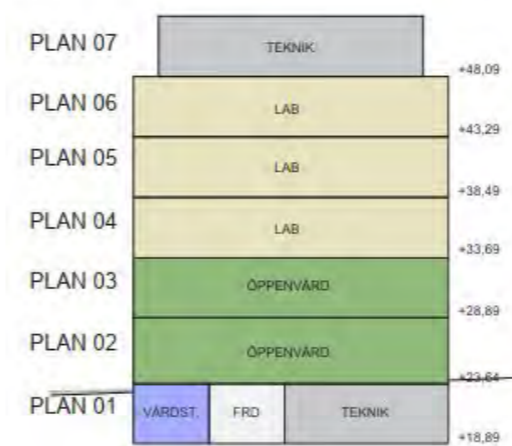 PLAN 07 TEKNIK
+48,09
PLAN 06 LAB
+43,29
PLAN 05 LAB
+38,49
PLAN 04 LAB
+33,69
PLAN 03 ÖPPENVÅRD
+28,89
PLAN 02 ÖPPENVÅRD
+23,64
PLAN 01 VÅRDST. FRD TEKNIK
+18,89